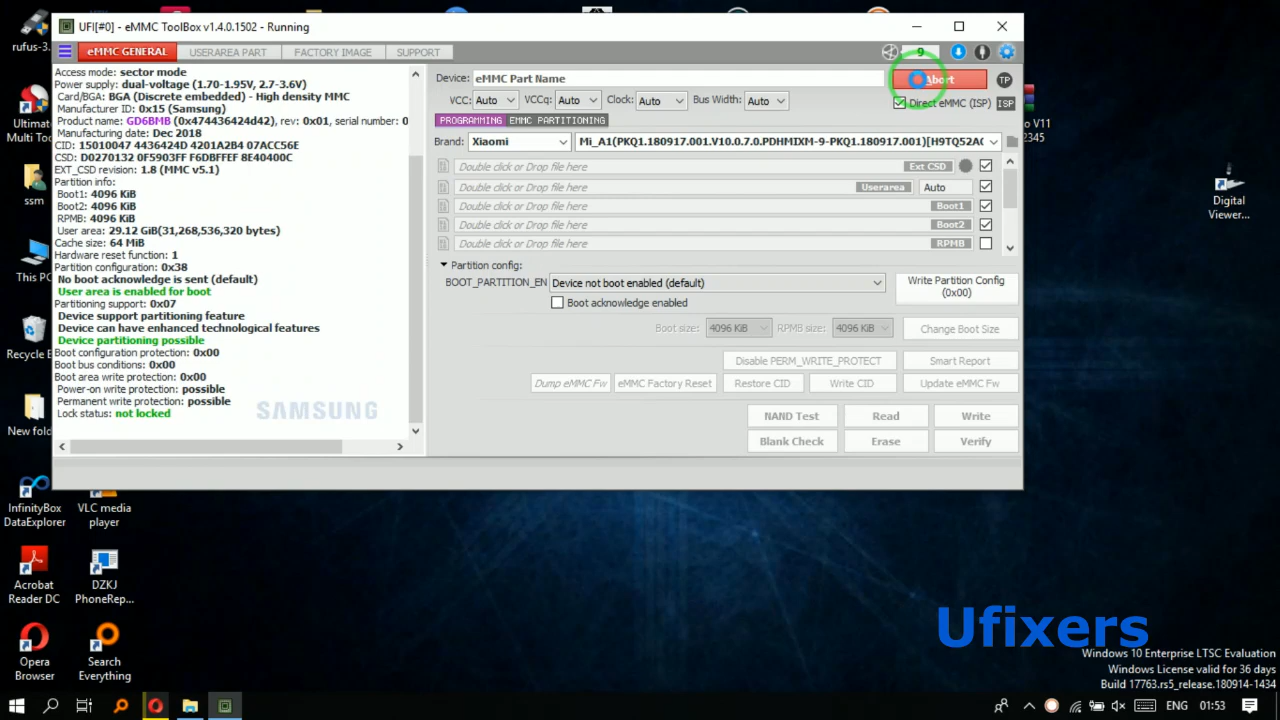 rufus-3.
Ultimate
Multi Too
ssm
This PC
Recycle B
New fold
InfinityBox
DataExplorer
VLC media
player
Acrobat
Reader DC
DZKJ
PhoneRep...
Opera
Browser
Search
Everything
UFI[#0] - eMMC ToolBox v1.4.0.1502 - Running
eMMC GENERAL
USERAREA PART
FACTORY IMAGE
SUPPORT
9
Access mode: sector mode
Power supply: dual-voltage (1.70-1.95V, 2.7-3.6V)
Card/BGA: BGA (Discrete embedded) - High density MMC
Manufacturer ID: 0x15 (Samsung)
Product name: GD6BMB (0x474436424d42), rev: 0x01, serial number: 0
Manufacturing date: Dec 2018
CID: 15010047 4436424D 4201A2B4 07ACC56E
CSD: D0270132 0F5903FF F6DBFFEF 8E40400C
EXT_CSD revision: 1.8 (MMC v5.1)
Partition info:
Boot1: 4096 KiB
Boot2: 4096 KiB
RPMB: 4096 KiB
User area: 29.12 GiB(31,268,536,320 bytes)
Cache size: 64 MiB
Hardware reset function: 1
Partition configuration: 0x38
No boot acknowledge is sent (default)
User area is enabled for boot
Partitioning support: 0x07
Device support partitioning feature
Device can have enhanced technological features
Device partitioning possible
Boot configuration protection: 0x00
Boot bus conditions: 0x00
Boot area write protection: 0x00
Power-on write protection: possible
Permanent write protection: possible
Lock status: not locked
SAMSUNG
Device: eMMC Part Name
Abort
TP
VCC: Auto VCCq: Auto Clock: Auto Bus Width: Auto
Direct eMMC (ISP) ISP
PROGRAMMING EMMC PARTITIONING
Brand: Xiaomi Mi_A1(PKQ1.180917.001.V10.0.7.0.PDHMIXM-9-PKQ1.180917.001)[H9TQ52A(
Double click or Drop file here Ext CSD
Double click or Drop file here Userarea Auto
Double click or Drop file here Boot1
Double click or Drop file here Boot2
Double click or Drop file here RPMB
Partition config:
BOOT_PARTITION_EN Device not boot enabled (default)
Write Partition Config
(0x00)
Boot acknowledge enabled
Boot size: 4096 KiB RPMB size: 4096 KiB Change Boot Size
Disable PERM_WRITE_PROTECT Smart Report
Dump eMMC Fw eMMC Factory Reset Restore CID Write CID Update eMMC Fw
NAND Test Read Write
Blank Check Erase Verify
V11
2345
Digital
Viewer...
Ufixers
Windows 10 Enterprise LTSC Evaluation
Windows License valid for 36 days
Build 17763.rs5_release.180914-1434
ENG 01:53